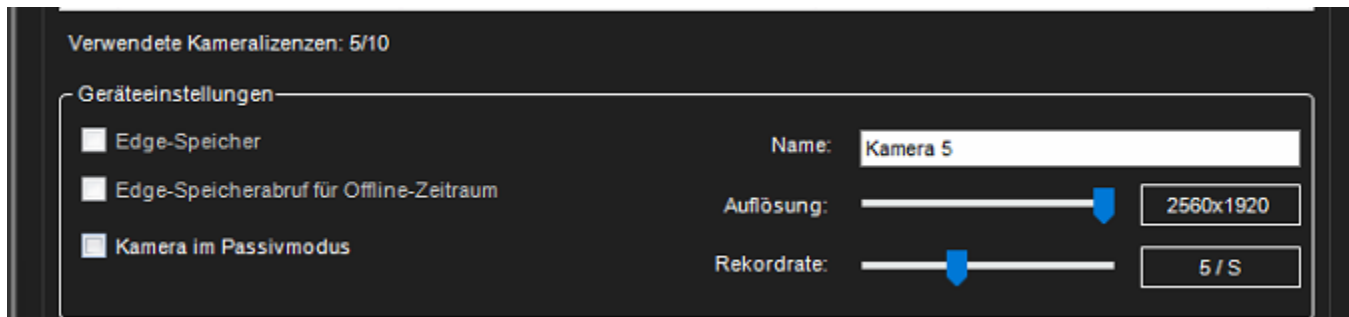 Verwendete Kameralizenzen: 5/10
Geräteeinstellungen
Edge-Speicher
Edge-Speicherabruf für Offline-Zeitraum
Kamera im Passivmodus
Name: Kamera 5
Auflösung: 2560x1920
Rekordrate: 5 / S